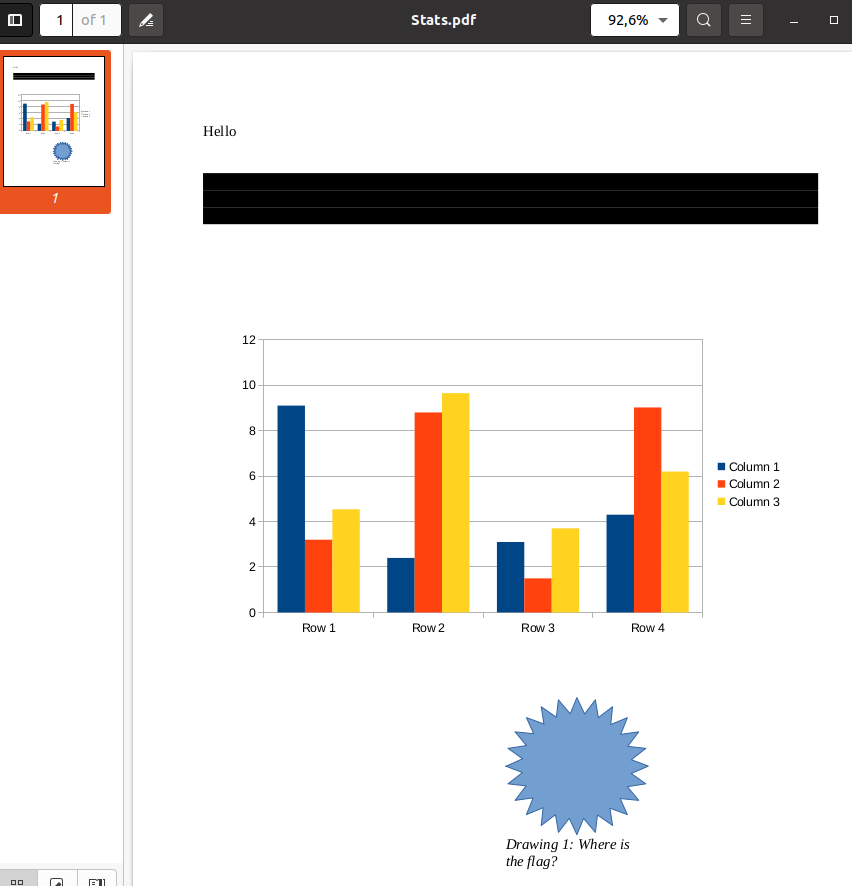 1 of 1
Stats.pdf
92,6%
1
Hello
12
10
8
6
4
2
0
Row 1 Row 2 Row 3 Row 4
Column 1
Column 2
Column 3
Drawing 1: Where is
the flag?